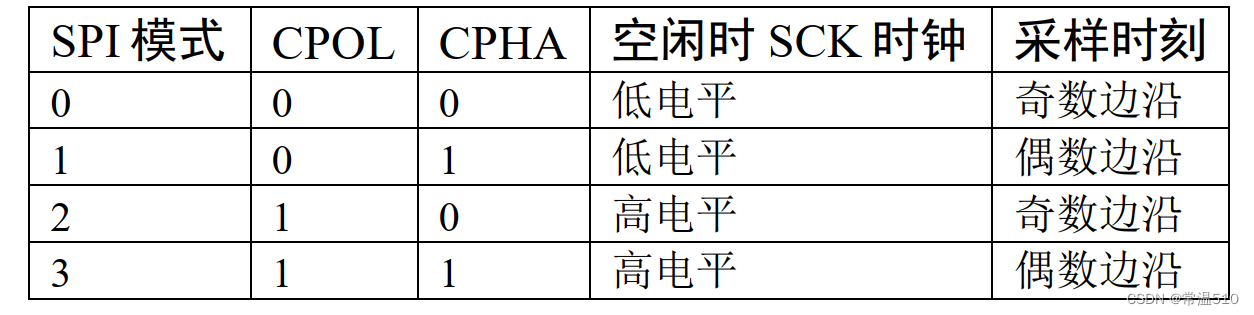 SPI 模式 CPOL CPHA 空闲时 SCK 时钟 采样时刻
0 0 0 低电平 奇数边沿
1 0 1 低电平 偶数边沿
2 1 0 高电平 奇数边沿
3 1 1 高电平 偶数边沿
CSDN @常温510